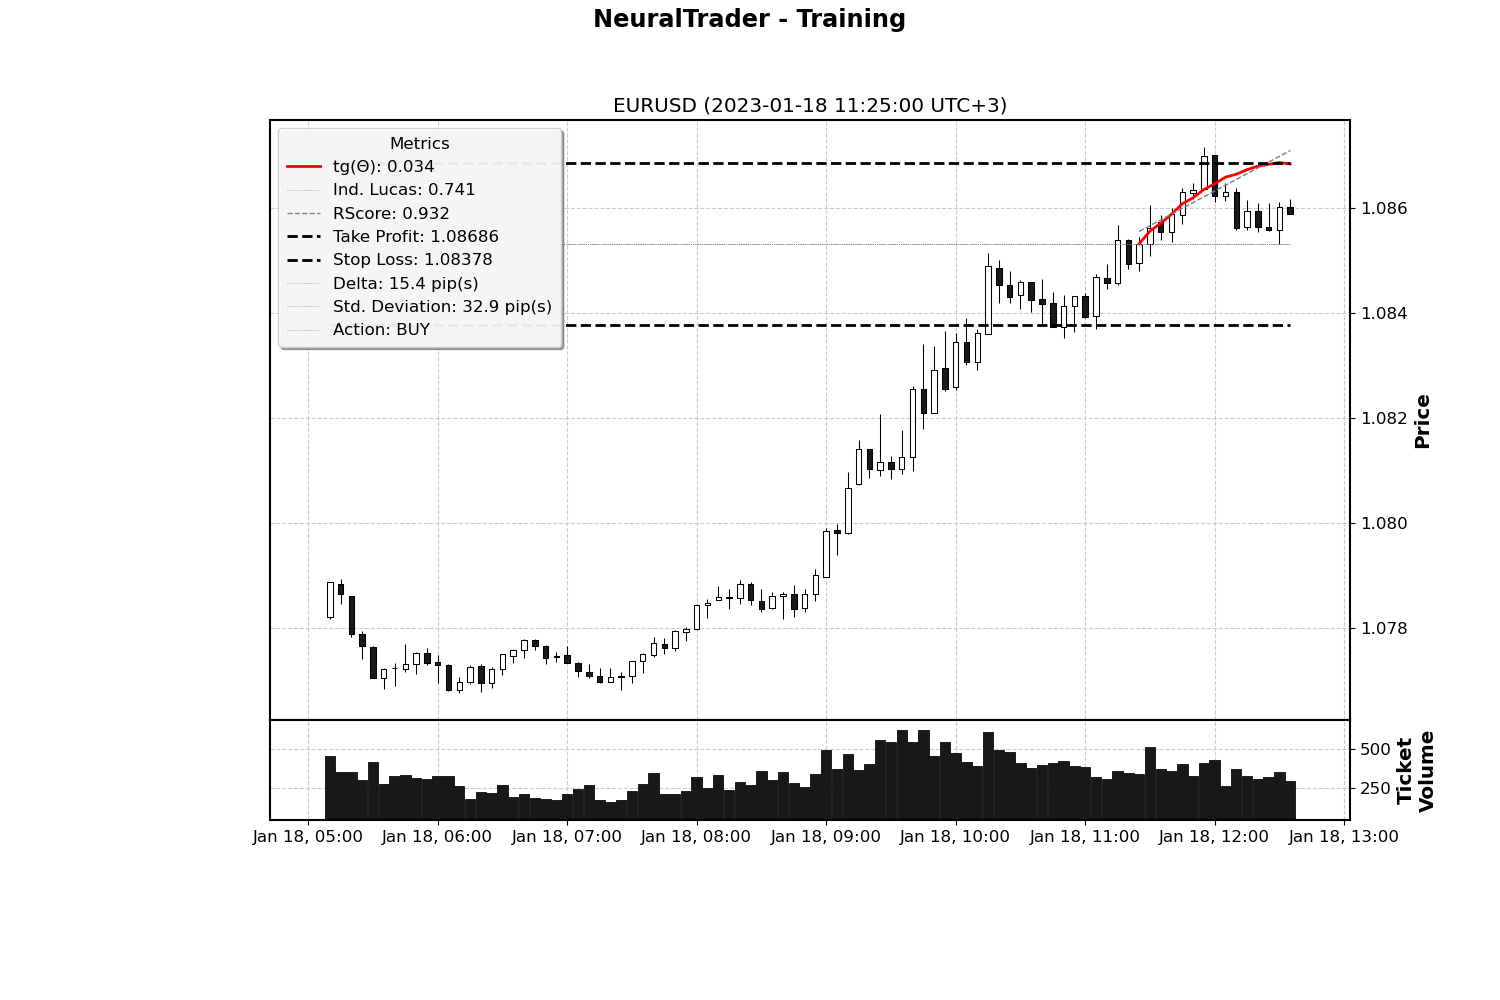 NeuralTrader - Training
EURUSD (2023-01-18 11:25:00 UTC+3)
Metrics
tg(Θ): 0.034
Ind. Lucas: 0.741
RScore: 0.932
Take Profit: 1.08686
Stop Loss: 1.08378
Delta: 15.4 pip(s)
Std. Deviation: 32.9 pip(s)
Action: BUY
1.086
1.084
1.082
1.080
1.078
Price
500
250
Ticket
Volume
Jan 18, 05:00
Jan 18, 06:00
Jan 18, 07:00
Jan 18, 08:00
Jan 18, 09:00
Jan 18, 10:00
Jan 18, 11:00
Jan 18, 12:00
Jan 18, 13:00